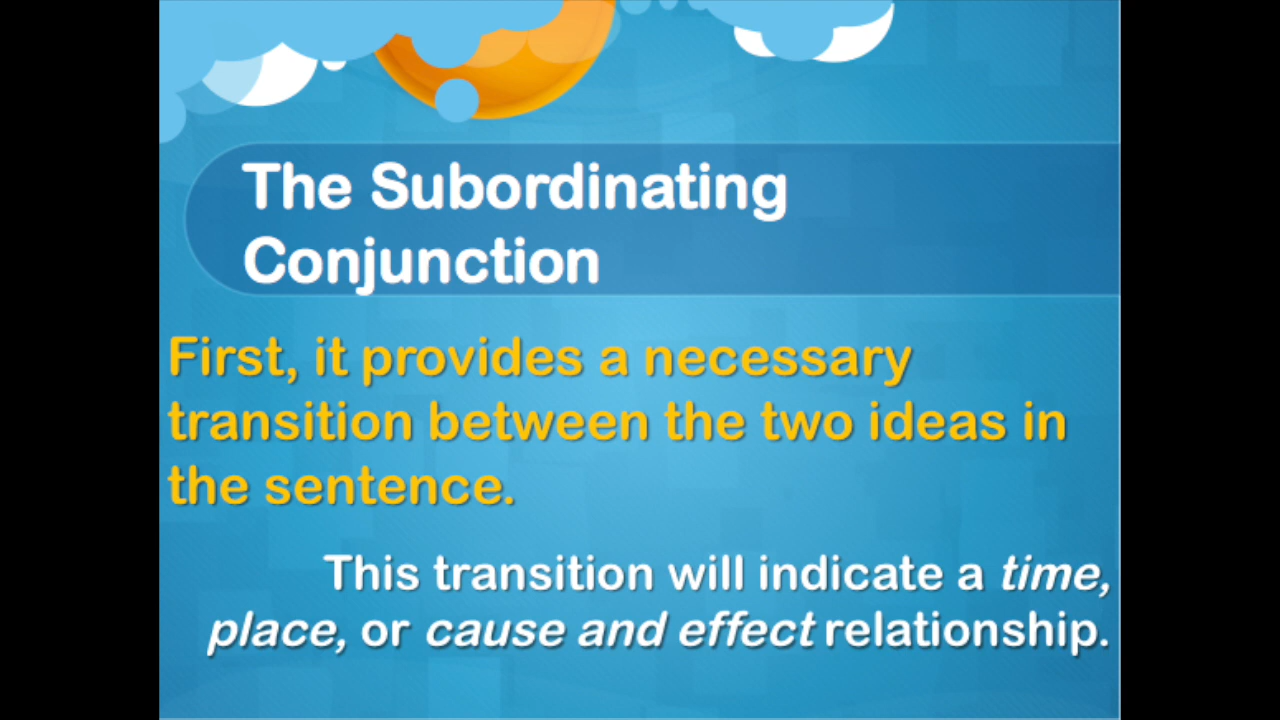 The Subordinating
Conjunction
First, it provides a necessary
transition between the two ideas in
the sentence.
This transition will indicate a time,
place, or cause and effect relationship.